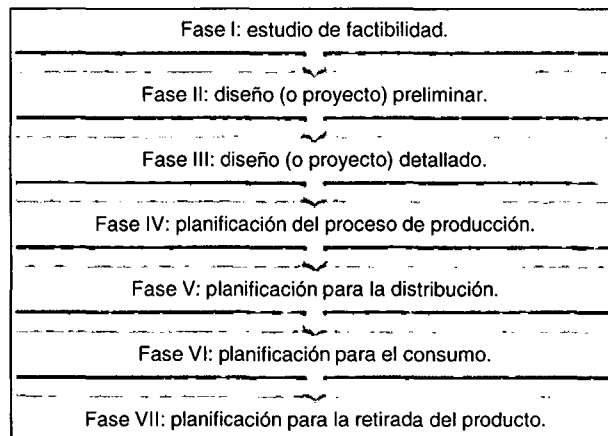 Fase I: estudio de factibilidad.
Fase II: diseño (o proyecto) preliminar.
Fase III: diseño (o proyecto) detallado.
Fase IV: planificación del proceso de producción.
Fase V: planificación para la distribución.
Fase VI: planificación para el consumo.
Fase VII: planificación para la retirada del producto.